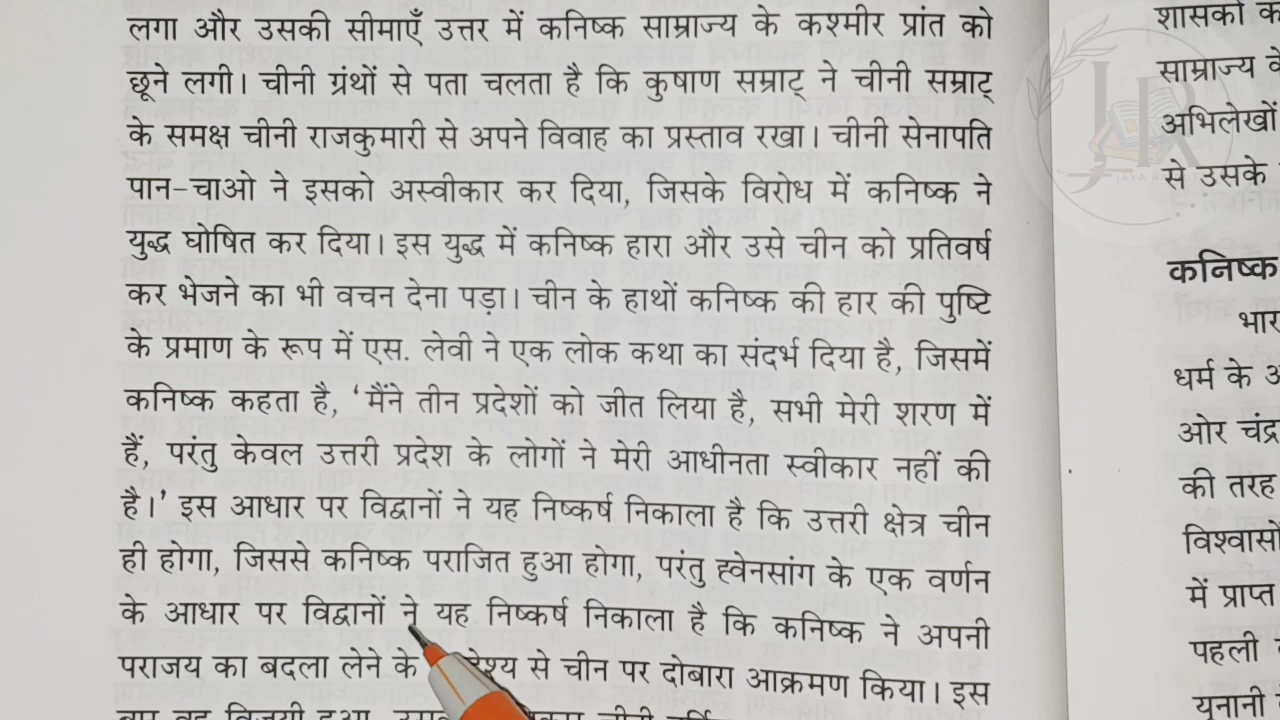 लगा और उसकी सीमाएँ उत्तर में कनिष्क साम्राज्य के कश्मीर प्रांत को
छूने लगी। चीनी ग्रंथों से पता चलता है कि कुषाण सम्राट् ने चीनी सम्राट्
के समक्ष चीनी राजकुमारी से अपने विवाह का प्रस्ताव रखा। चीनी सेनापति
पान-चाओ ने इसको अस्वीकार कर दिया, जिसके विरोध में कनिष्क ने
युद्ध घोषित कर दिया। इस युद्ध में कनिष्क हारा और उसे चीन को प्रतिवर्ष
कर भेजने का भी वचन देना पड़ा। चीन के हाथों कनिष्क की हार की पुष्टि
के प्रमाण के रूप में एस. लेवी ने एक लोक कथा का संदर्भ दिया है, जिसमें
कनिष्क कहता है, ‘मैंने तीन प्रदेशों को जीत लिया है, सभी मेरी शरण में
हैं, परंतु केवल उत्तरी प्रदेश के लोगों ने मेरी आधीनता स्वीकार नहीं की
है।’ इस आधार पर विद्वानों ने यह निष्कर्ष निकाला है कि उत्तरी क्षेत्र चीन
ही होगा, जिससे कनिष्क पराजित हुआ होगा, परंतु ह्वेनसांग के एक वर्णन
के आधार पर विद्वानों ने यह निष्कर्ष निकाला है कि कनिष्क ने अपनी
पराजय का बदला लेने के से चीन पर दोबारा आक्रमण किया। इस
शासकों
साम्राज्य
अभिलेखों
से उसके
कनिष्क
धर्म के
ओर
की तरह
में प्राप्त
पहली
यूनानी